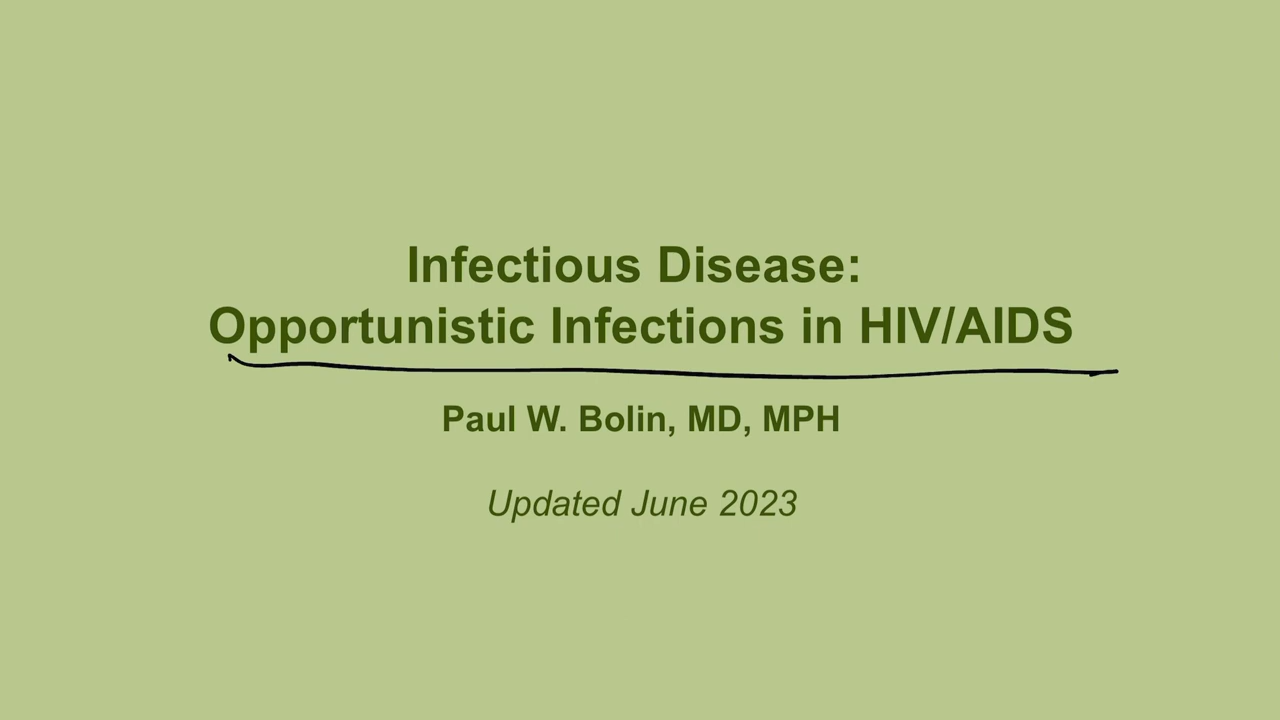 Infectious Disease:
Opportunistic Infections in HIV/AIDS
Paul W. Bolin, MD, MPH
Updated June 2023